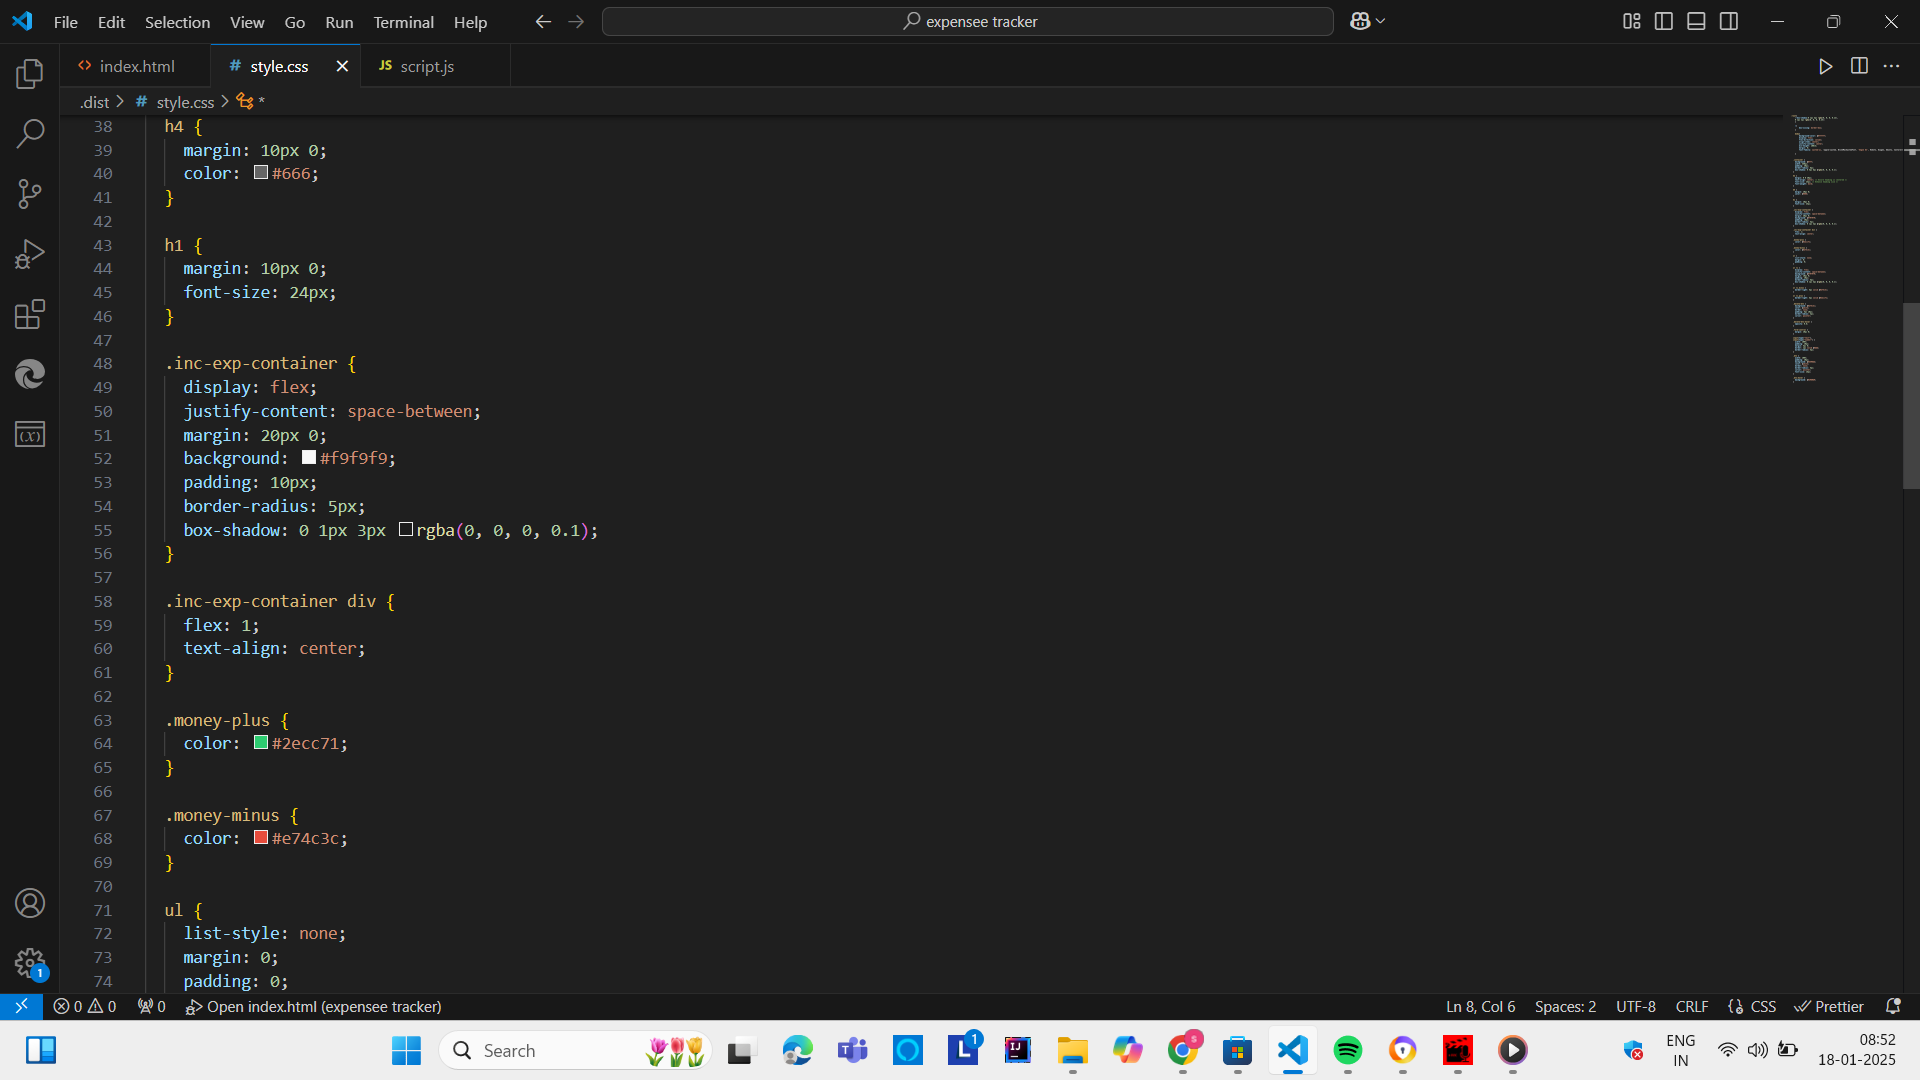 File Edit Selection View Go Run Terminal Help
expensee tracker
index.html
# style.css
JS script.js
.dist > # style.css > *
38 h4 {
39 margin: 10px 0;
40 color: #666;
41 }
42
43 h1 {
44 margin: 10px 0;
45 font-size: 24px;
46 }
47
48 .inc-exp-container {
49 display: flex;
50 justify-content: space-between;
51 margin: 20px 0;
52 background: #f9f9f9;
53 padding: 10px;
54 border-radius: 5px;
55 box-shadow: 0 1px 3px rgba(0, 0, 0, 0.1);
56 }
57
58 .inc-exp-container div {
59 flex: 1;
60 text-align: center;
61 }
62
63 .money-plus {
64 color: #2ecc71;
65 }
66
67 .money-minus {
68 color: #e74c3c;
69 }
70
71 ul {
72 list-style: none;
73 margin: 0;
74 padding: 0;
1
0 0 0 Open index.html (expensee tracker)
Ln 8, Col 6 Spaces: 2 UTF-8 CRLF CSS Prettier
Search
T
L 1
IJ
s
ENG
IN
08:52
18-01-2025